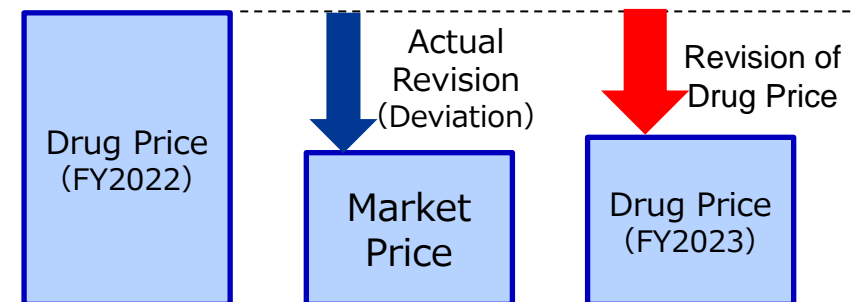 Drug Price
（FY2022）
Actual
Revision
（Deviation）
Market
Price
Revision of
Drug Price
Drug Price
（FY2023）